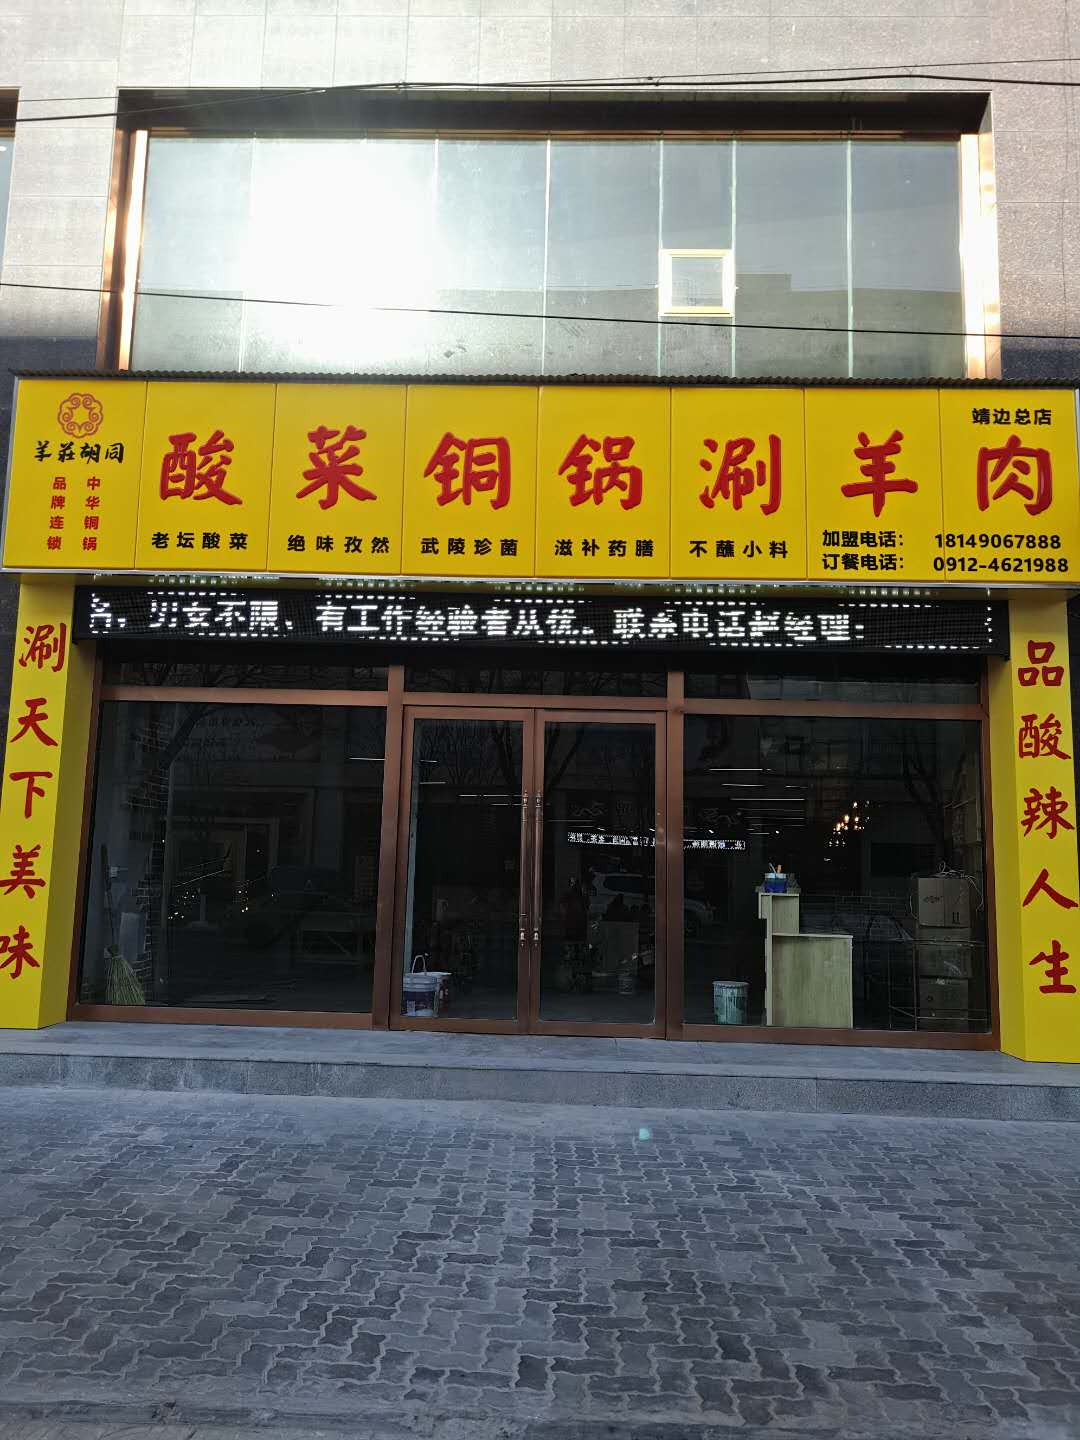 羊莊胡同
中华铜锅
品牌连锁
酸菜铜锅涮羊肉
靖边总店
老坛酸菜 绝味孜然 武陵珍菌 滋补药膳 不蘸小料
加盟电话： 18149067888
订餐电话： 0912-4621988
名，男女不限、有工作经验者从优。联系电话 经理：
涮天下美味
品酸辣人生